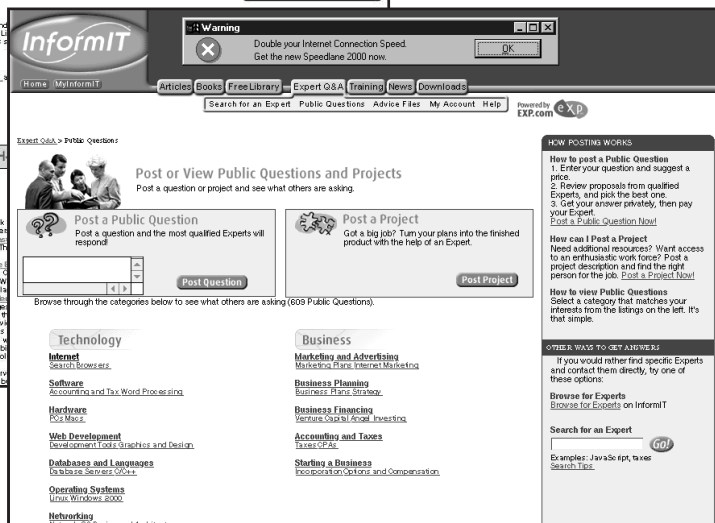 InformIT
Home MyInformIT
Warning
Double your Internet Connection Speed.
Get the new Speedlane 2000 now.
OK
Articles Books Free Library Expert Q&A Training News Downloads
Search for an Expert Public Questions Advice Files My Account Help
Powered by
EXP.com
exp
Expert Q&A > Public Questions
Post or View Public Questions and Projects
Post a question or project and see what others are asking.
Post a Public Question
Post a question and the most qualified Experts will
respond!
Post Question
Post a Project
Got a big job? Turn your plans into the finished
product with the help of an Expert.
Post Project
Browse through the categories below to see what others are asking (609 Public Questions).
Technology
Internet
Search Browsers
Software
Accounting and Tax Word Processing
Hardware
PCs Macs
Web Development
Development Tools Graphics and Design
Databases and Languages
Database Servers C/C++
Operating Systems
Linux Windows 2000
Networking
Business
Marketing and Advertising
Marketing Plans Internet Marketing
Business Planning
Business Plans Strategy
Business Financing
Venture Capital Angel Investing
Accounting and Taxes
Taxes CPAs
Starting a Business
Incorporation Options and Compensation
HOW POSTING WORKS
How to post a Public Question
1. Enter your question and suggest a
price.
2. Review proposals from qualified
Experts, and pick the best one.
3. Get your answer privately, then pay
your Expert.
Post a Public Question Now!
How can I Post a Project
Need additional resources? Want access
to an enthusiastic work force? Post a
project description and find the right
person for the job. Post a Project Now!
How to view Public Questions
Select a category that matches your
interests from the listings on the left. It's
that simple.
OTHER WAYS TO GET ANSWERS
If you would rather find specific Experts
and contact them directly, try one of
these options:
Browse for Experts
Browse for Experts on InformIT
Search for an Expert
Go!
Examples: JavaScript, taxes
Search Tips